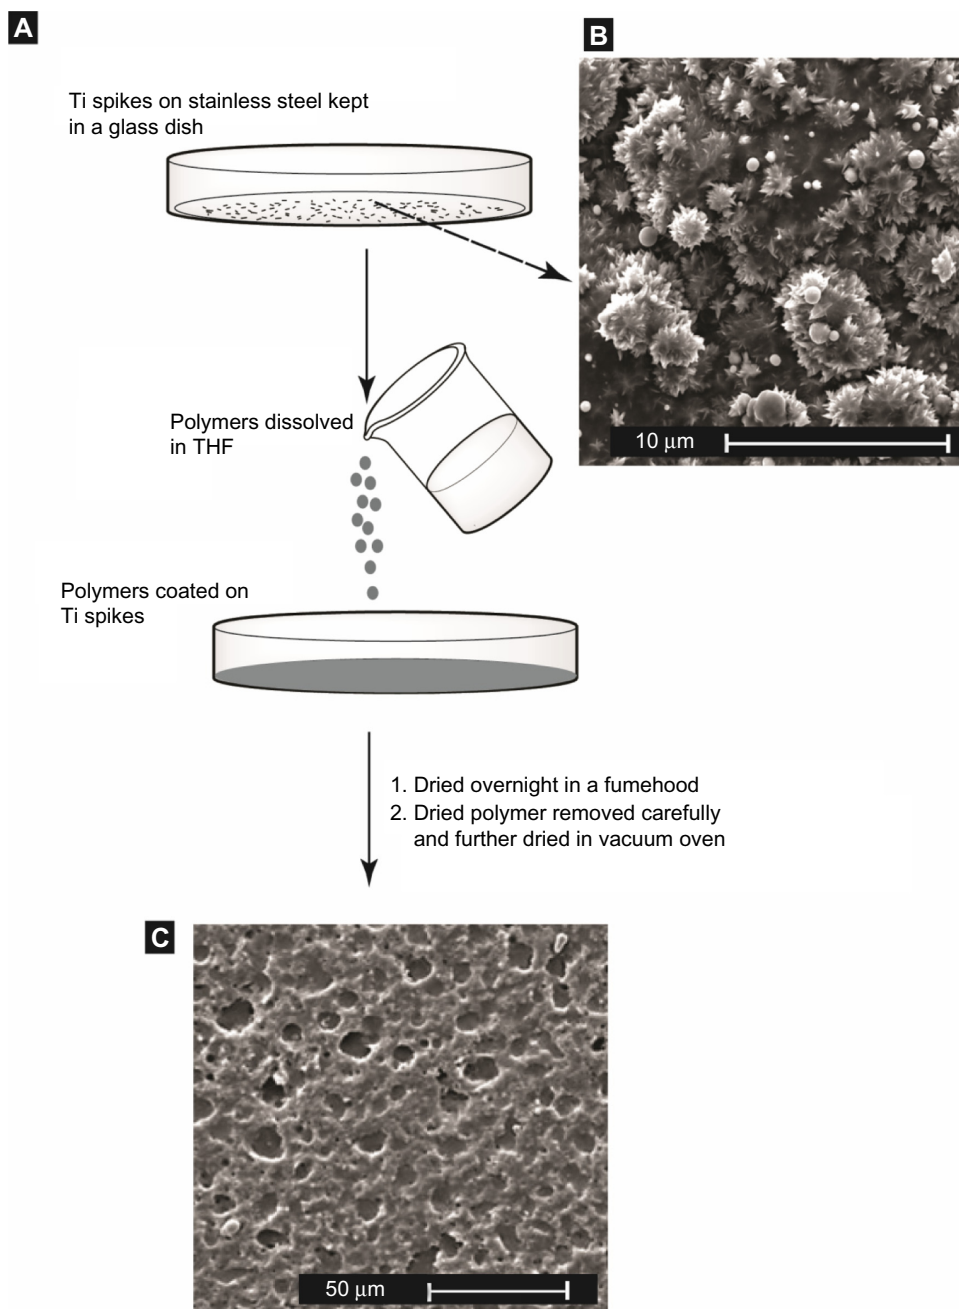 A
B
Ti spikes on stainless steel kept
in a glass dish
Polymers dissolved
in THF
10 μm
Polymers coated on
Ti spikes
1. Dried overnight in a fumehood
2. Dried polymer removed carefully
and further dried in vacuum oven
C
50 μm